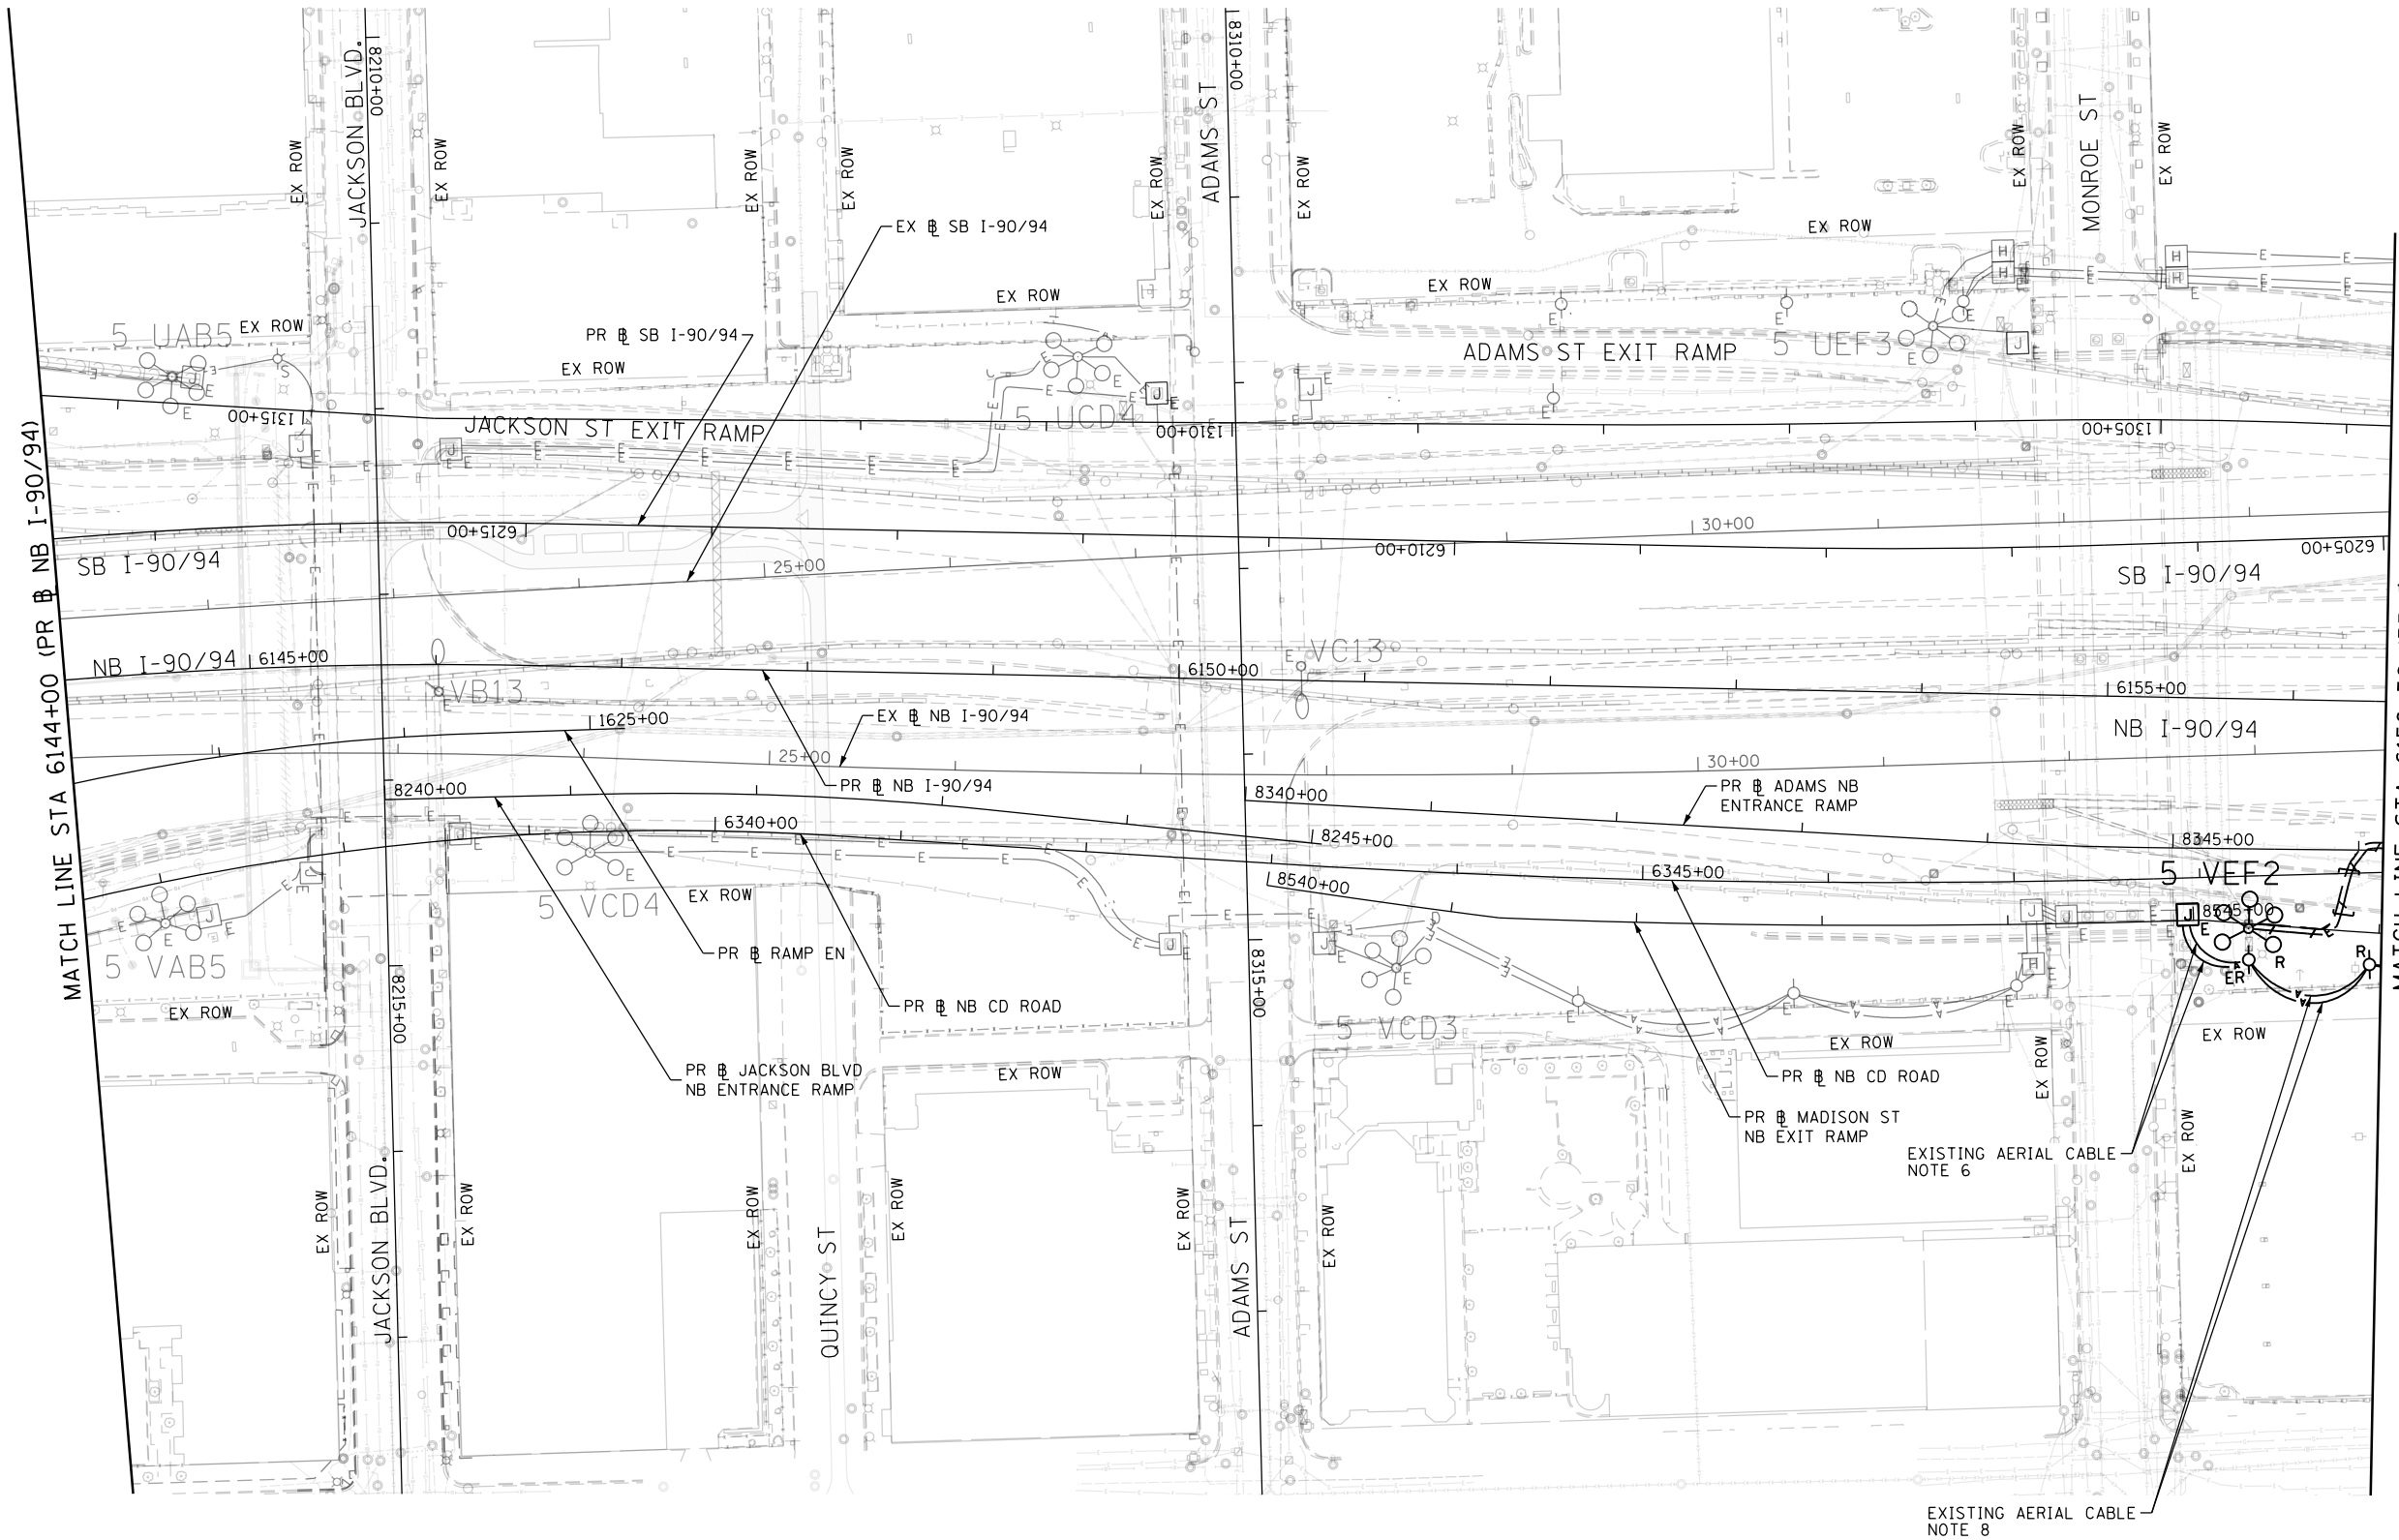 JACKSON BLVD.
8210+00
ADAMS ST
8310+00
MONROE ST
EX ROW
EX ROW
EX ROW
EX ROW
EX ROW
EX ROW
EX ROW
EX ROW
EX ROW
EX ROW
EX ROW
EX ROW
EX ROW
EX ROW
EX ℄ SB I-90/94
PR ℄ SB I-90/94
5 UAB5
5 UCD4
5 UEF3
ADAMS ST EXIT RAMP
JACKSON ST EXIT RAMP
1315+00
1310+00
1305+00
6215+00
6210+00
6205+00
30+00
25+00
SB I-90/94
SB I-90/94
MATCH LINE STA 6144+00 (PR ℄ NB I-90/94)
NB I-90/94
6145+00
VB13
VC13
6150+00
6155+00
NB I-90/94
1625+00
EX ℄ NB I-90/94
25+00
30+00
PR ℄ NB I-90/94
8240+00
8340+00
PR ℄ ADAMS NB
ENTRANCE RAMP
6340+00
8245+00
8345+00
6345+00
8540+00
8545+00
5 VEF2
5 VCD4
EX ROW
5 VAB5
EX ROW
5 VCD3
PR ℄ RAMP EN
PR ℄ NB CD ROAD
PR ℄ JACKSON BLVD
NB ENTRANCE RAMP
8215+00
8315+00
EX ROW
EX ROW
EX ROW
PR ℄ NB CD ROAD
PR ℄ MADISON ST
NB EXIT RAMP
EXISTING AERIAL CABLE
NOTE 6
EX ROW
EX ROW
EX ROW
EX ROW
EX ROW
EX ROW
EX ROW
EX ROW
JACKSON BLVD.
QUINCY ST
ADAMS ST
EXISTING AERIAL CABLE
NOTE 8